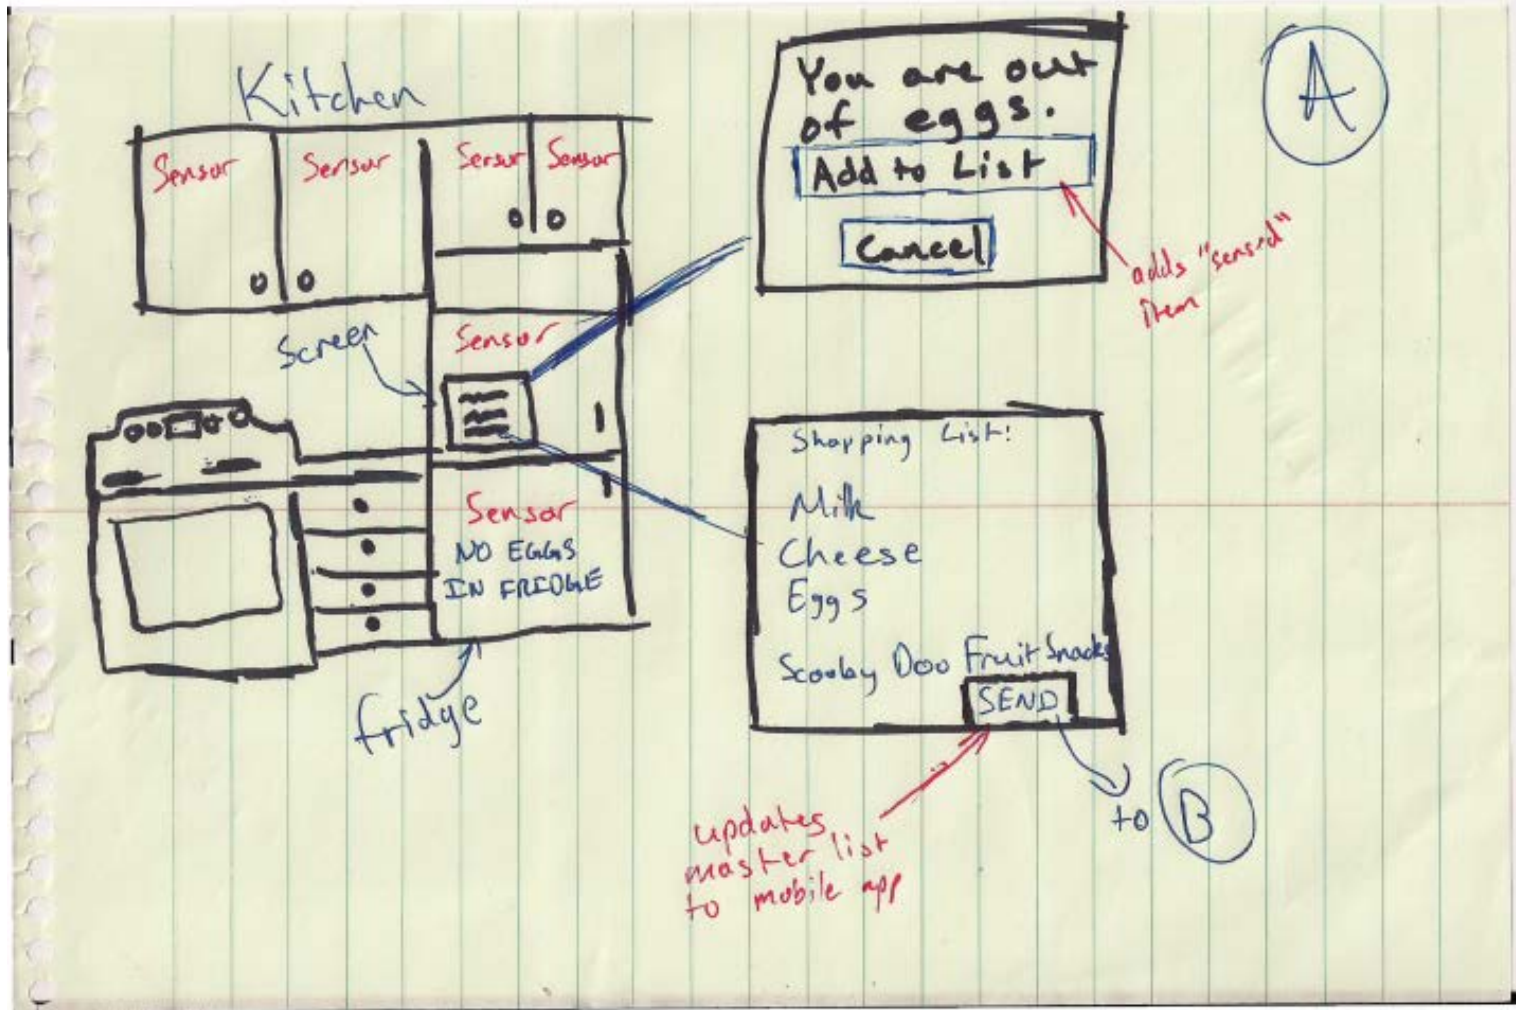 Kitchen
Sensor
Sensor
Sensor
Sensor
Screen
Sensor
Sensor
NO EGGS
IN FRIDGE
fridge
You are out
of eggs.
Add to List
Cancel
adds "sensed"
item
A
Shopping List:
Milk
Cheese
Eggs
Scooby Doo Fruit Snacks
SEND
updates
master list
to mobile app
to B